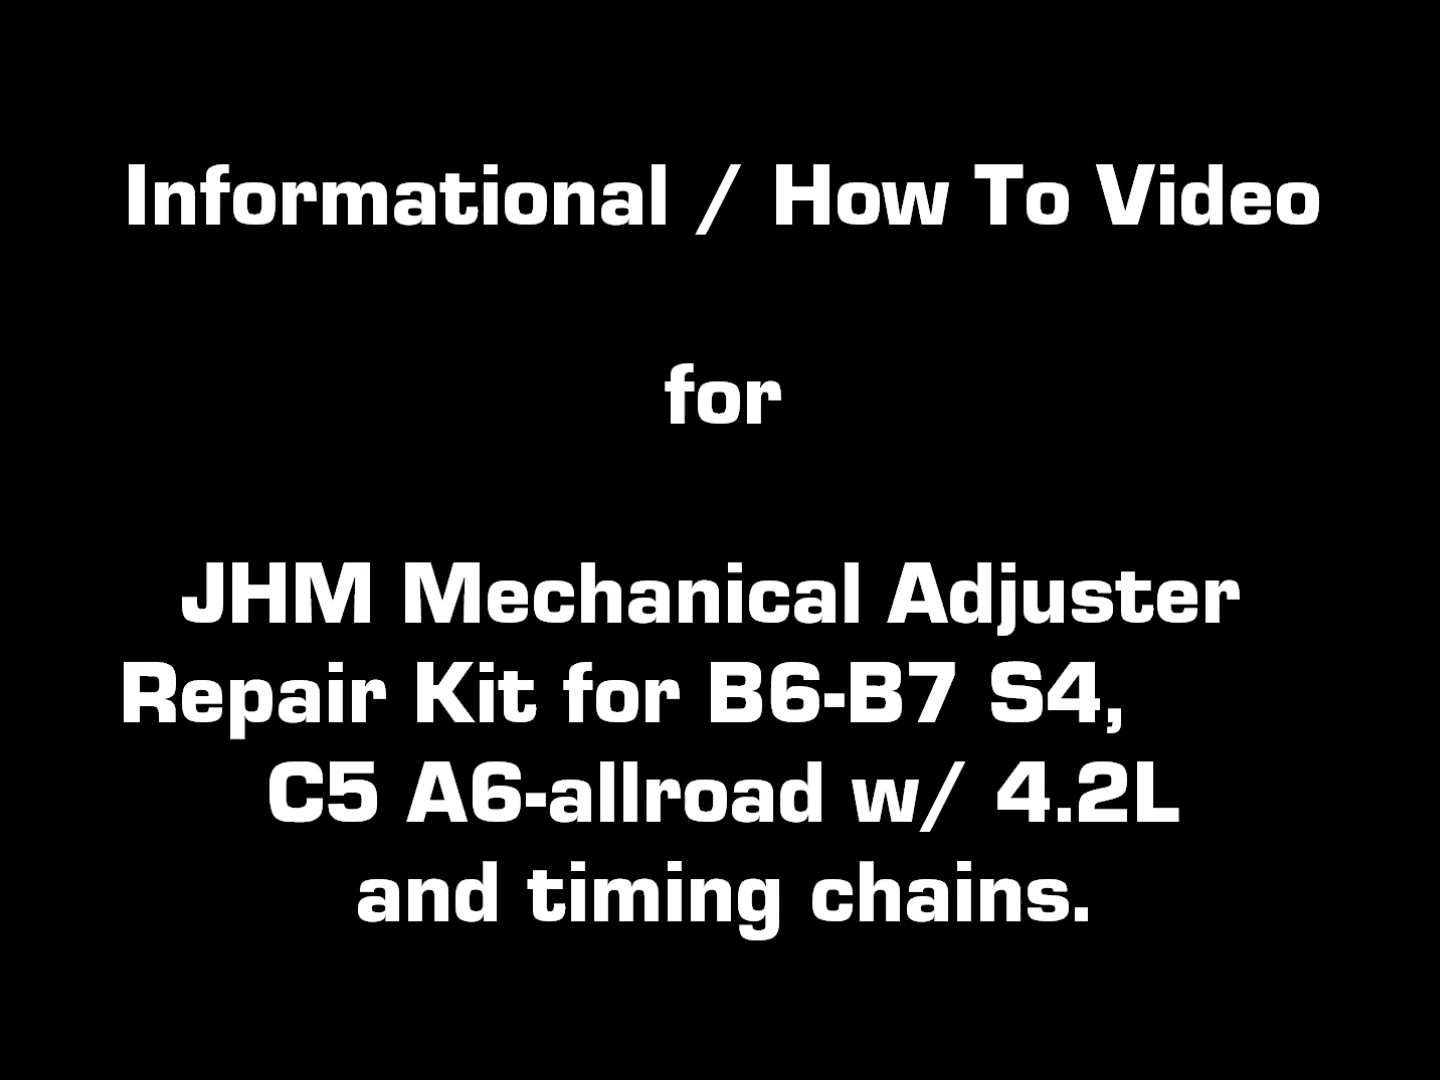 Informational / How To Video
for
JHM Mechanical Adjuster
Repair Kit for B6-B7 S4,
C5 A6-allroad w/ 4.2L
and timing chains.